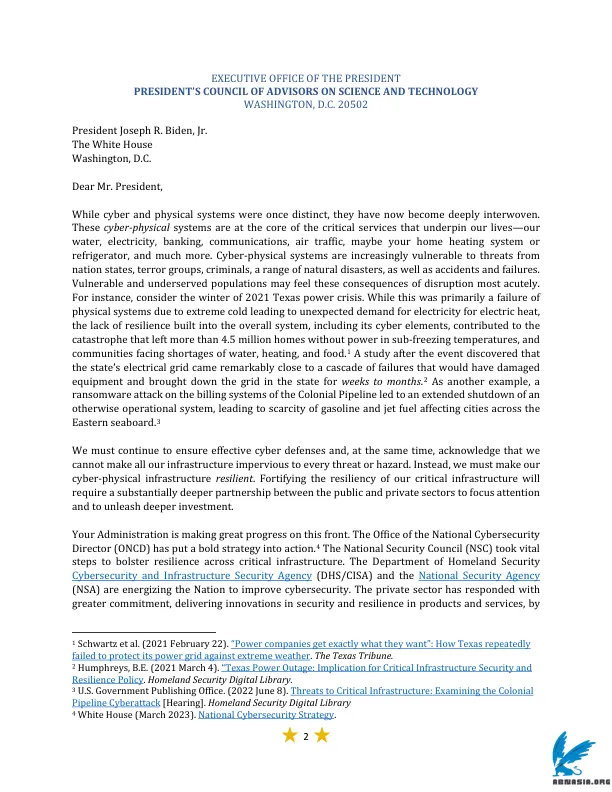 EXECUTIVE OFFICE OF THE PRESIDENT
PRESIDENT'S COUNCIL OF ADVISORS ON SCIENCE AND TECHNOLOGY
WASHINGTON, D.C. 20502
President Joseph R. Biden, Jr.
The White House
Washington, D.C.
Dear Mr. President,
While cyber and physical systems were once distinct, they have now become deeply interwoven.
These cyber-physical systems are at the core of the critical services that underpin our lives—our
water, electricity, banking, communications, air traffic, maybe your home heating system or
refrigerator, and much more. Cyber-physical systems are increasingly vulnerable to threats from
nation states, terror groups, criminals, a range of natural disasters, as well as accidents and failures.
Vulnerable and underserved populations may feel these consequences of disruption most acutely.
For instance, consider the winter of 2021 Texas power crisis. While this was primarily a failure of
physical systems due to extreme cold leading to unexpected demand for electricity for electric heat,
the lack of resilience built into the overall system, including its cyber elements, contributed to the
catastrophe that left more than 4.5 million homes without power in sub-freezing temperatures, and
communities facing shortages of water, heating, and food.1 A study after the event discovered that
the state's electrical grid came remarkably close to a cascade of failures that would have damaged
equipment and brought down the grid in the state for weeks to months.2 As another example, a
ransomware attack on the billing systems of the Colonial Pipeline led to an extended shutdown of an
otherwise operational system, leading to scarcity of gasoline and jet fuel affecting cities across the
Eastern seaboard.3
We must continue to ensure effective cyber defenses and, at the same time, acknowledge that we
cannot make all our infrastructure impervious to every threat or hazard. Instead, we must make our
cyber-physical infrastructure resilient. Fortifying the resiliency of our critical infrastructure will
require a substantially deeper partnership between the public and private sectors to focus attention
and to unleash deeper investment.
Your Administration is making great progress on this front. The Office of the National Cybersecurity
Director (ONCD) has put a bold strategy into action.4 The National Security Council (NSC) took vital
steps to bolster resilience across critical infrastructure. The Department of Homeland Security
Cybersecurity and Infrastructure Security Agency (DHS/CISA) and the National Security Agency
(NSA) are energizing the Nation to improve cybersecurity. The private sector has responded with
greater commitment, delivering innovations in security and resilience in products and services, by
1 Schwartz et al. (2021 February 22). "Power companies get exactly what they want": How Texas repeatedly
failed to protect its power grid against extreme weather. The Texas Tribune.
2 Humphreys, B.E. (2021 March 4). "Texas Power Outage: Implication for Critical Infrastructure Security and
Resilience Policy. Homeland Security Digital Library.
3 U.S. Government Publishing Office. (2022 June 8). Threats to Critical Infrastructure: Examining the Colonial
Pipeline Cyberattack [Hearing]. Homeland Security Digital Library
4 White House (March 2023). National Cybersecurity Strategy.
2
ABNASIA.ORG